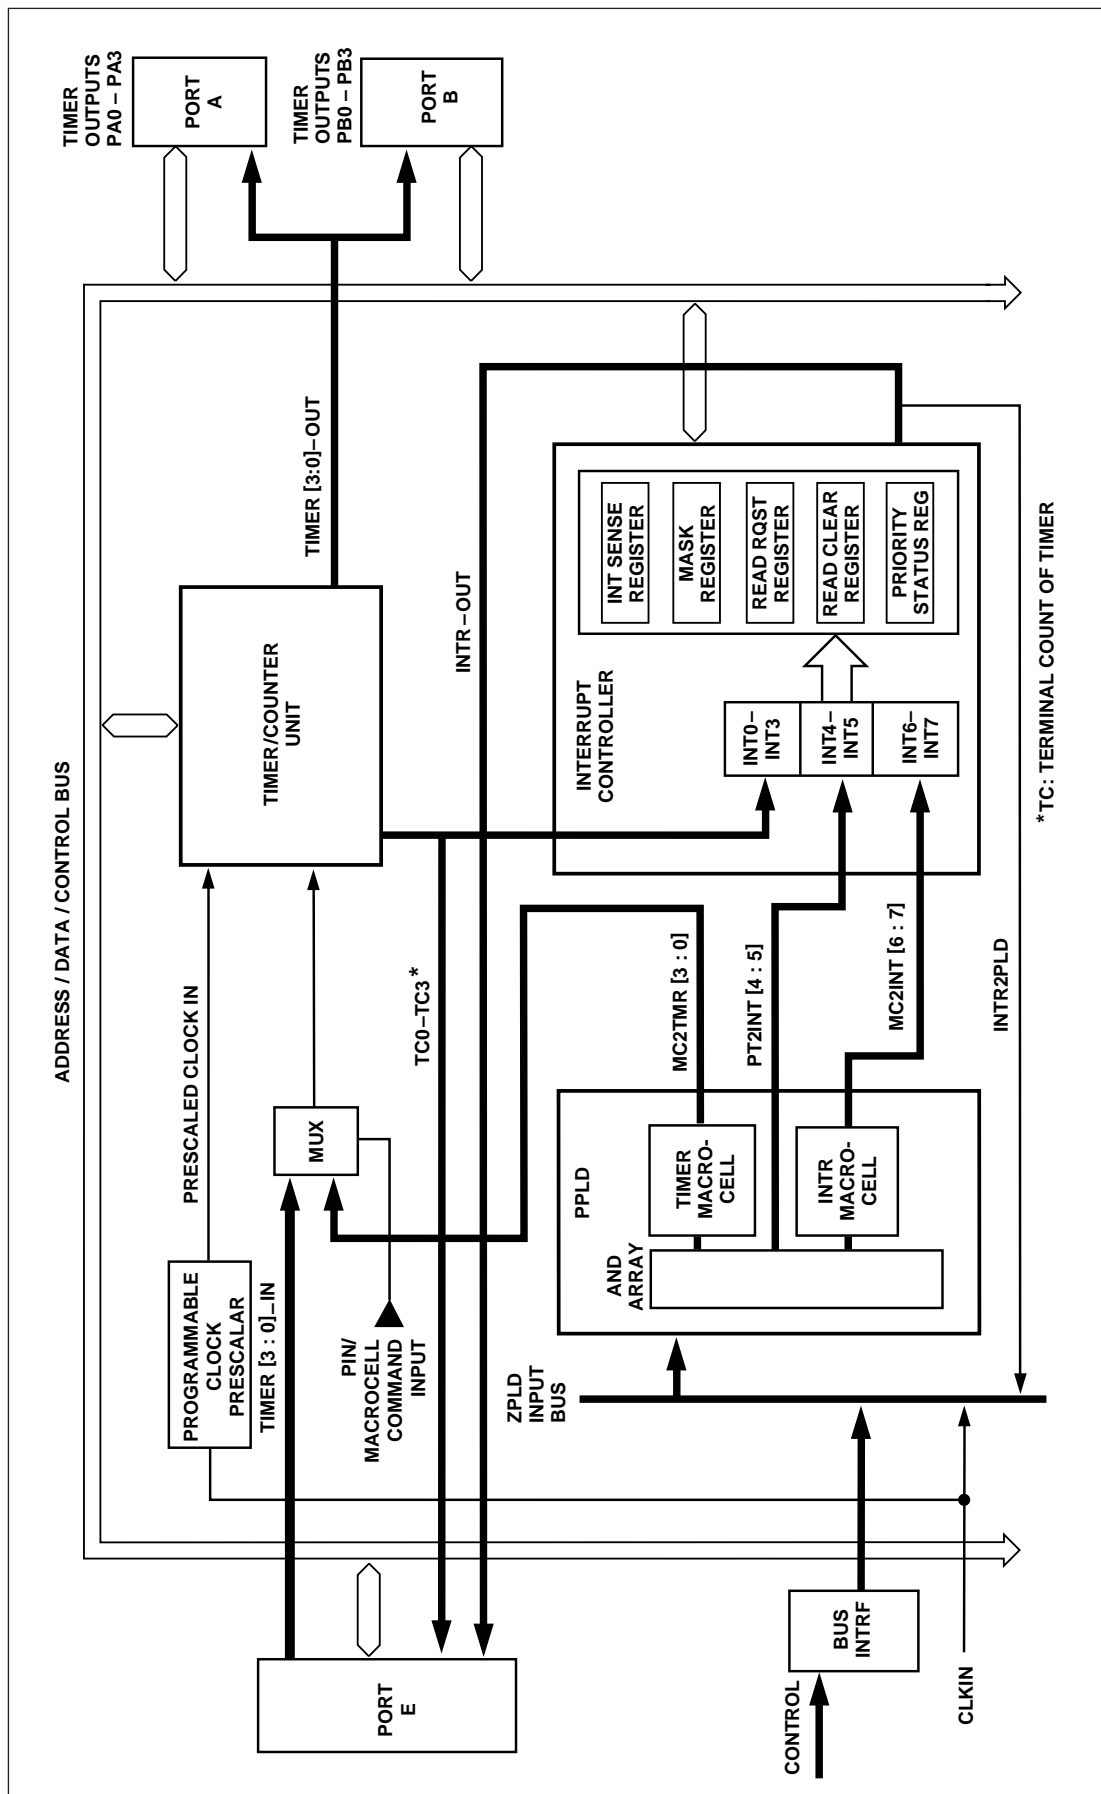 TIMER
OUTPUTS
PA0 – PA3
PORT
A
TIMER
OUTPUTS
PB0 – PB3
PORT
B
ADDRESS / DATA / CONTROL BUS
TIMER [3:0]–OUT
TIMER/COUNTER
UNIT
PRESCALED CLOCK IN
PROGRAMMABLE
CLOCK
PRESCALAR
MUX
TIMER [3 : 0]–IN
PIN/
MACROCELL
COMMAND
INPUT
TC0–TC3*
INTR–OUT
PORT
E
INTERRUPT
CONTROLLER
INT SENSE
REGISTER
MASK
REGISTER
READ RQST
REGISTER
READ CLEAR
REGISTER
PRIORITY
STATUS REG
INT0–
INT3
INT4–
INT5
INT6–
INT7
MC2TMR [3 : 0]
PT2INT [4 : 5]
MC2INT [6 : 7]
INTR2PLD
PPLD
TIMER
MACRO-
CELL
INTR
MACRO-
CELL
AND
ARRAY
ZPLD
INPUT
BUS
BUS
INTRF
CONTROL
CLKIN
*TC: TERMINAL COUNT OF TIMER